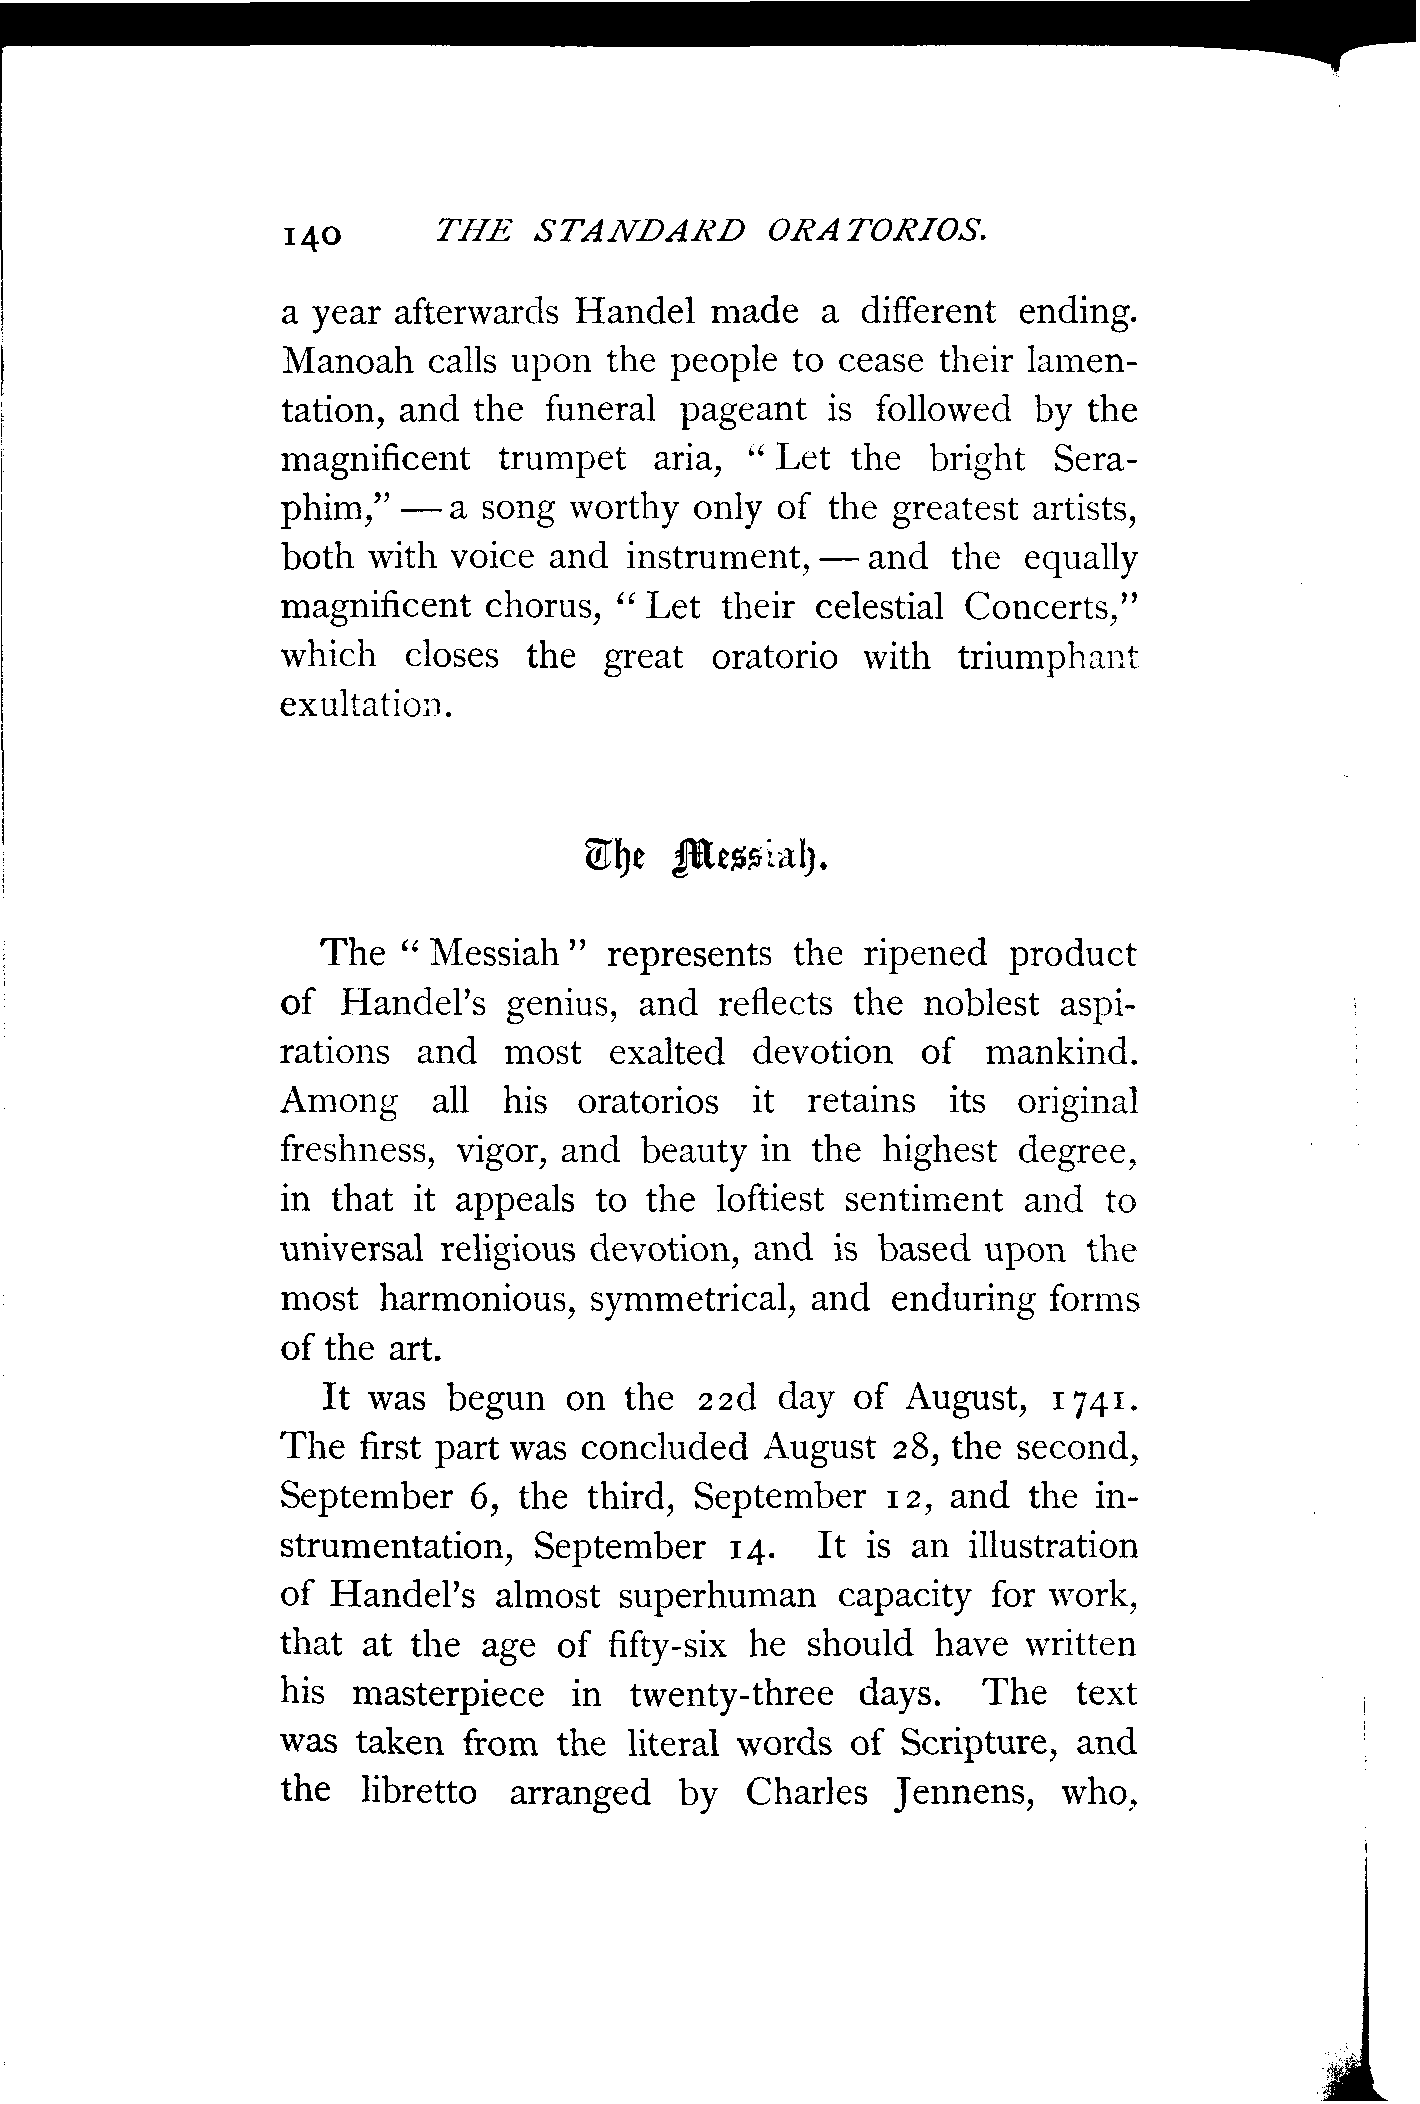 140 THE STANDARD ORATORIOS.
a year afterwards Handel made a different ending.
Manoah calls upon the people to cease their lamen-
tation, and the funeral pageant is followed by the
magnificent trumpet aria, “ Let the bright Sera-
phim,” — a song worthy only of the greatest artists,
both with voice and instrument, — and the equally
magnificent chorus, “ Let their celestial Concerts,”
which closes the great oratorio with triumphant
exultation.
The Messiah.
The “ Messiah ” represents the ripened product
of Handel’s genius, and reflects the noblest aspi-
rations and most exalted devotion of mankind.
Among all his oratorios it retains its original
freshness, vigor, and beauty in the highest degree,
in that it appeals to the loftiest sentiment and to
universal religious devotion, and is based upon the
most harmonious, symmetrical, and enduring forms
of the art.
It was begun on the 22d day of August, 1741.
The first part was concluded August 28, the second,
September 6, the third, September 12, and the in-
strumentation, September 14. It is an illustration
of Handel’s almost superhuman capacity for work,
that at the age of fifty-six he should have written
his masterpiece in twenty-three days. The text
was taken from the literal words of Scripture, and
the libretto arranged by Charles Jennens, who,